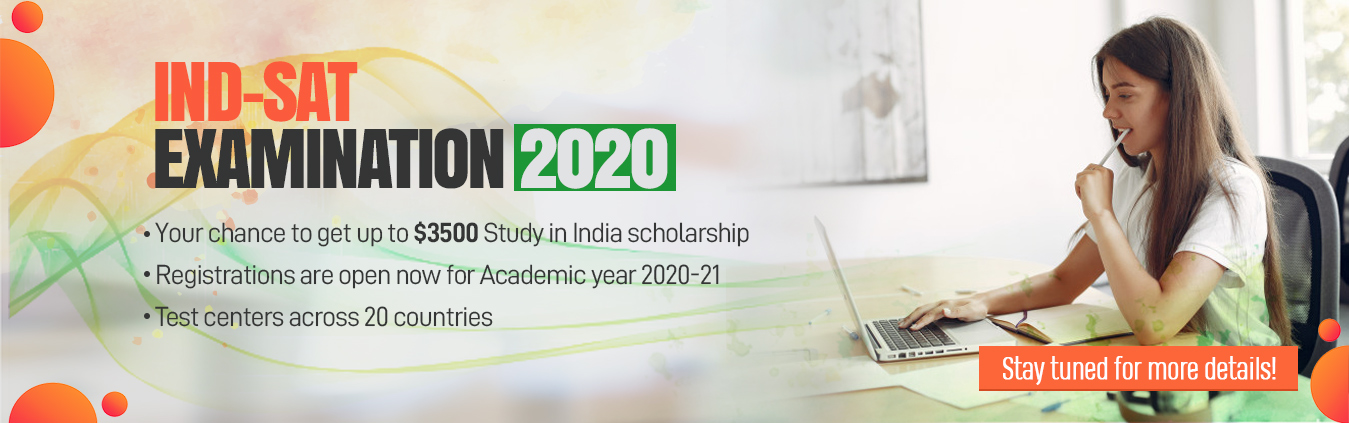 IND-SAT
EXAMINATION 2020
• Your chance to get up to $3500 Study in India scholarship
• Registrations are open now for Academic year 2020-21
• Test centers across 20 countries
Stay tuned for more details!